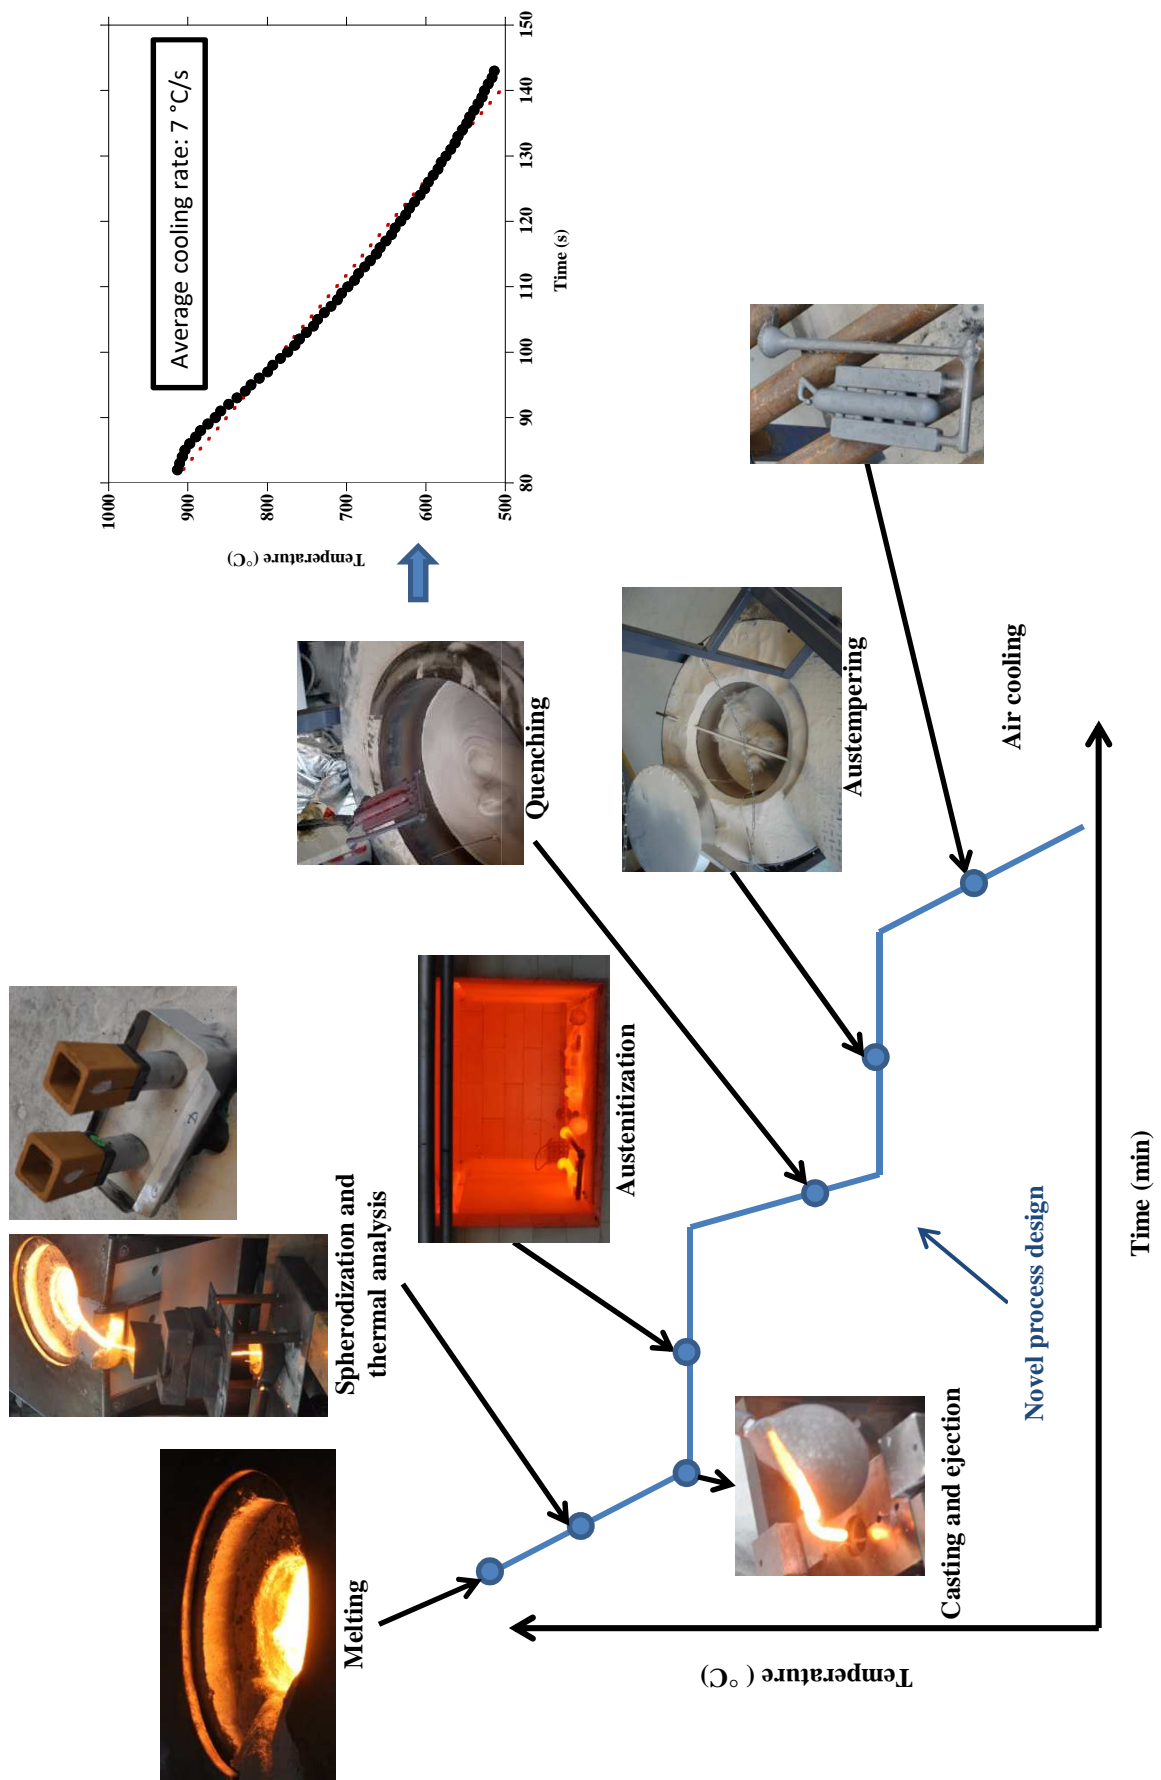 Melting
Spherodization and
thermal analysis
Casting and ejection
Austenitization
Quenching
Austempering
Air cooling
Novel process design
Temperature ( °C)
Time (min)
Average cooling rate: 7 °C/s
Temperature (°C)
1000
900
800
700
600
500
80
90
100
110
120
130
140
150
Time (s)